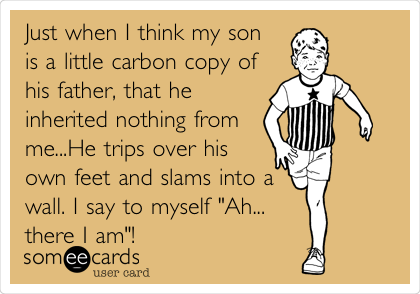 Just when I think my son
is a little carbon copy of
his father, that he
inherited nothing from
me...He trips over his
own feet and slams into a
wall. I say to myself "Ah...
there I am"!
someecards
user card